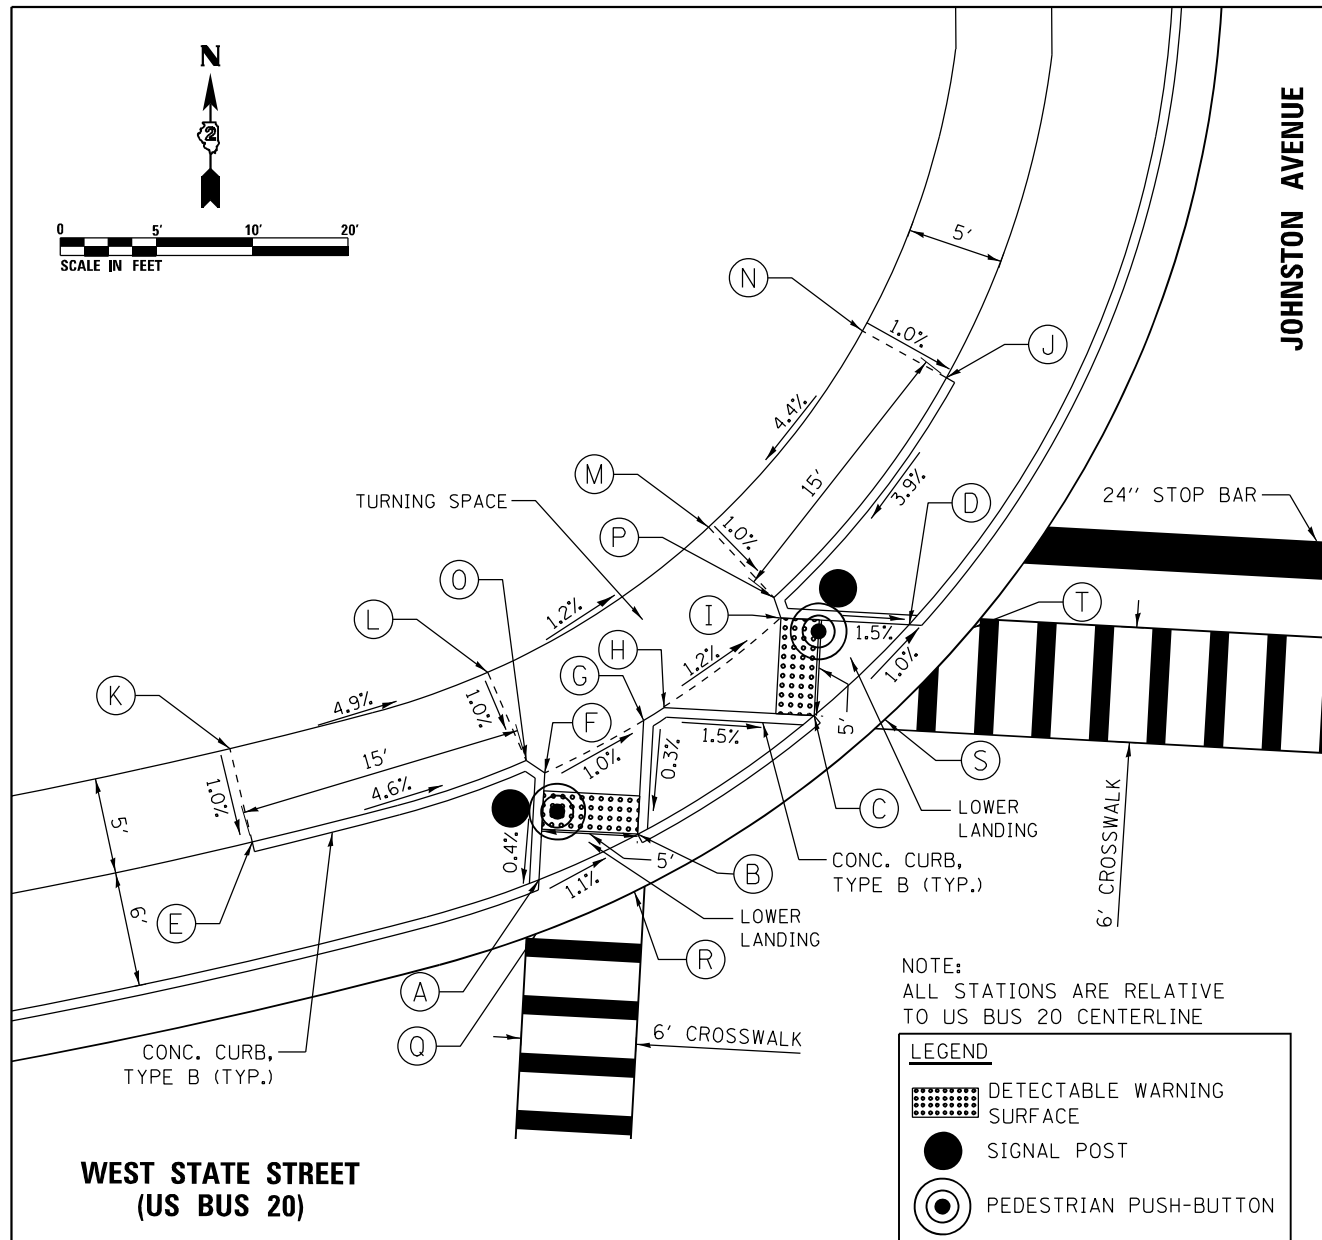 N
2
0 5' 10' 20'
SCALE IN FEET
JOHNSTON AVENUE
5'
N
1.0%
J
4.4%
15'
3.9%
M
TURNING SPACE
1.0%
P
D
24'' STOP BAR
O
1.2%
I
T
L
H
1.2%
1.5%
1.0%
G
K
4.9%
1.0%
F
5'
1.5%
S
15'
1.0%
0.3%
4.6%
1.0%
C
LOWER
LANDING
5'
0.4%
5'
CONC. CURB,
TYPE B (TYP.)
B
1.1%
6' CROSSWALK
6'
E
LOWER
LANDING
R
A
Q
6' CROSSWALK
CONC. CURB,
TYPE B (TYP.)
NOTE:
ALL STATIONS ARE RELATIVE
TO US BUS 20 CENTERLINE
LEGEND
DETECTABLE WARNING
SURFACE
SIGNAL POST
PEDESTRIAN PUSH-BUTTON
WEST STATE STREET
(US BUS 20)